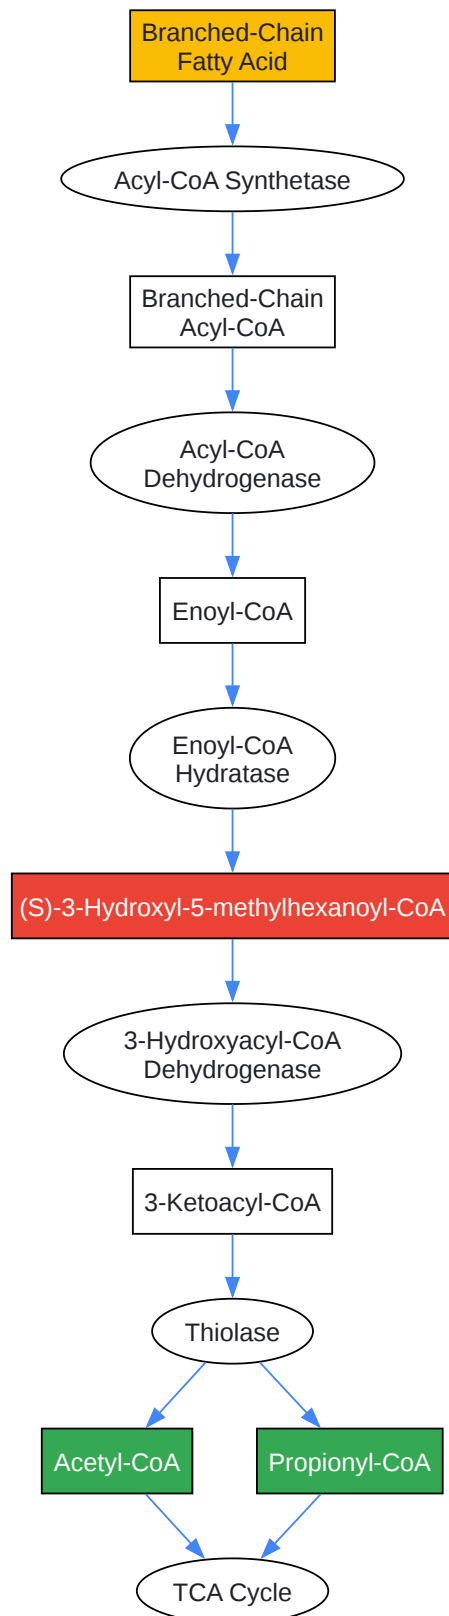 Branched-Chain
Fatty Acid
Acyl-CoA Synthetase
Branched-Chain
Acyl-CoA
Acyl-CoA
Dehydrogenase
Enoyl-CoA
Enoyl-CoA
Hydratase
(S)-3-Hydroxyl-5-methylhexanoyl-CoA
3-Hydroxyacyl-CoA
Dehydrogenase
3-Ketoacyl-CoA
Thiolase
Acetyl-CoA
Propionyl-CoA
TCA Cycle